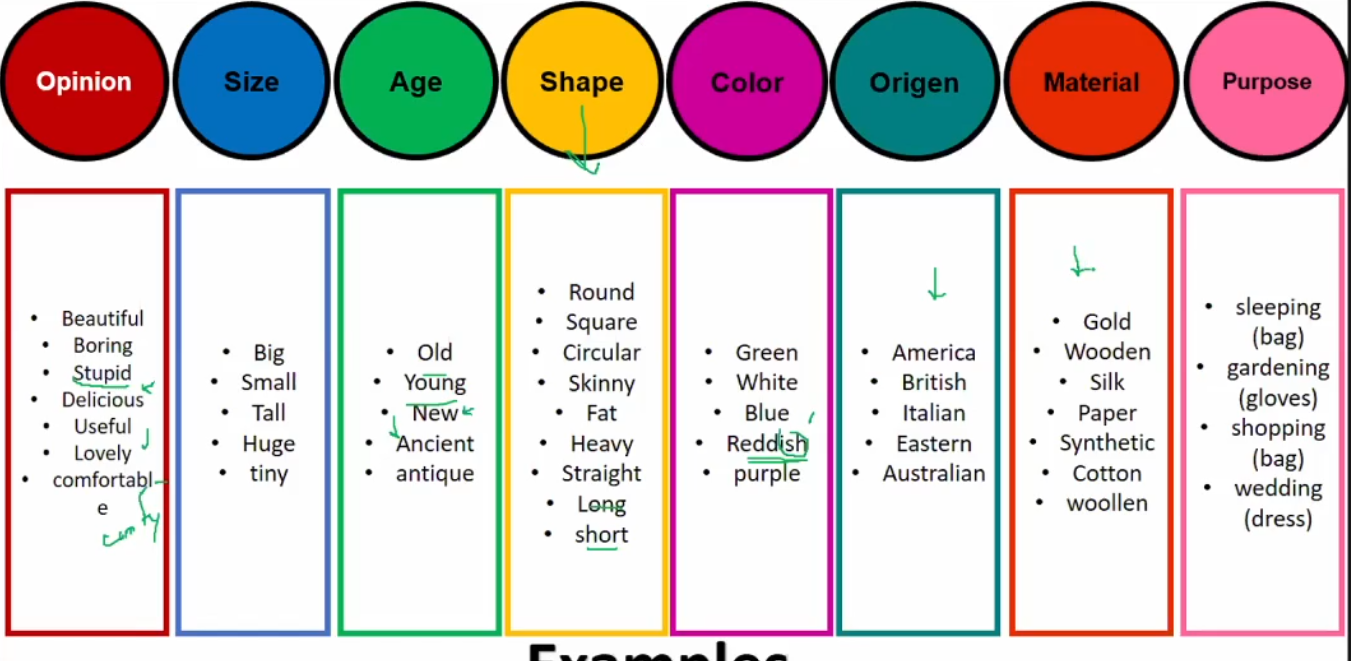 Opinion
Size
Age
Shape
Color
Origen
Material
Purpose
• Beautiful
• Boring
• Stupid
• Delicious
• Useful
• Lovely
• comfortabl
e
comfy
• Big
• Small
• Tall
• Huge
• tiny
• Old
• Young
• New
• Ancient
• antique
• Round
• Square
• Circular
• Skinny
• Fat
• Heavy
• Straight
• Long
• short
• Green
• White
• Blue
• Reddish
• purple
• America
• British
• Italian
• Eastern
• Australian
• Gold
• Wooden
• Silk
• Paper
• Synthetic
• Cotton
• woollen
• sleeping
(bag)
• gardening
(gloves)
• shopping
(bag)
• wedding
(dress)
Examples